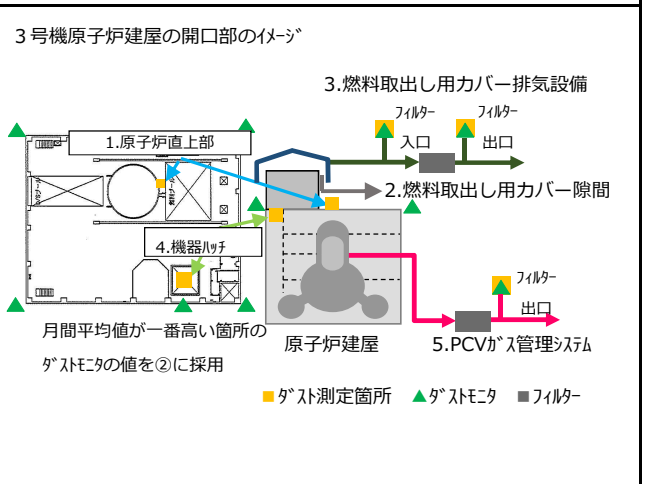 3号機原子炉建屋の開口部のｲﾒｰｼﾞ
3.燃料取出し用カバー排気設備
ﾌｨﾙﾀｰ
ﾌｨﾙﾀｰ
入口
出口
1.原子炉直上部
2.燃料取出し用カバー隙間
4.機器ﾊｯﾁ
ﾌｨﾙﾀｰ
出口
月間平均値が一番高い箇所の
ﾀﾞｽﾄﾓﾆﾀの値を②に採用
原子炉建屋
5.PCVｶﾞｽ管理ｼｽﾃﾑ
ﾀﾞｽﾄ測定箇所
ﾀﾞｽﾄﾓﾆﾀ
ﾌｨﾙﾀｰ